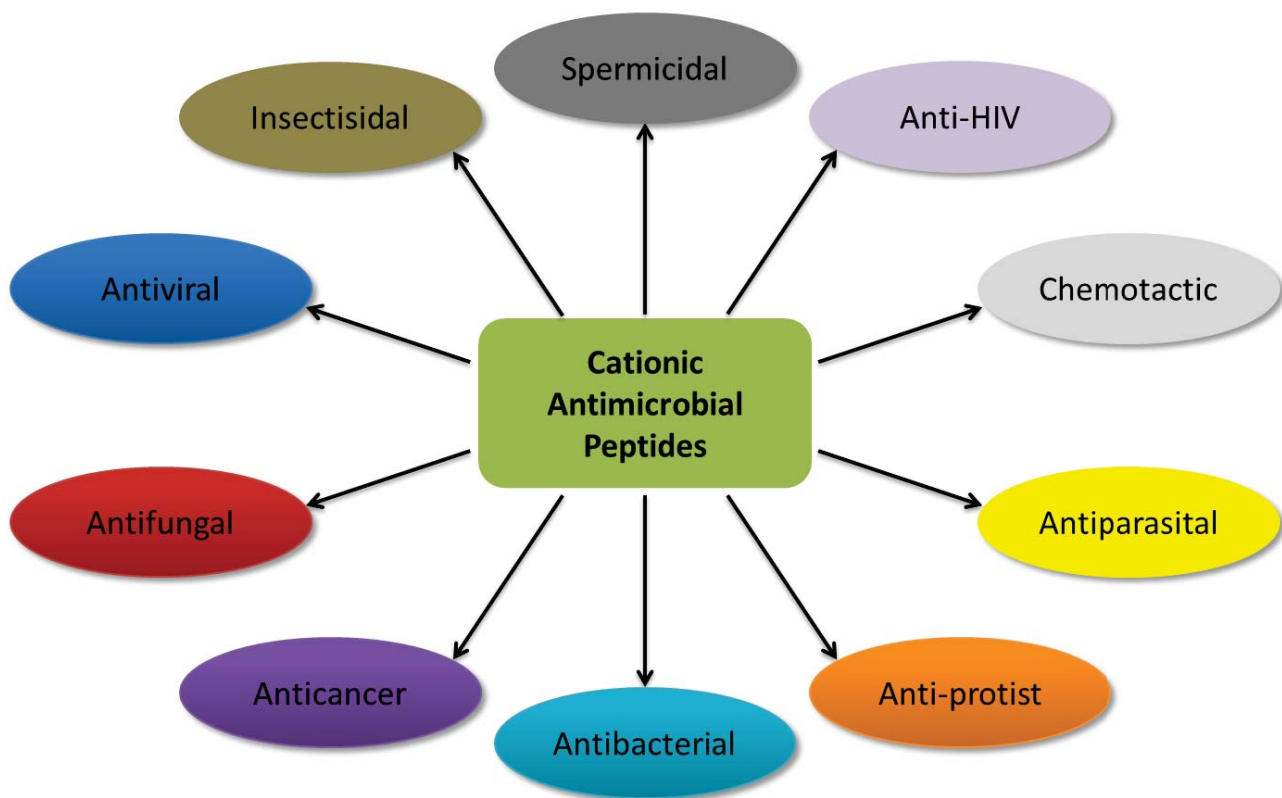 Spermicidal
Insectisidal
Anti-HIV
Antiviral
Chemotactic
Cationic
Antimicrobial
Peptides
Antifungal
Antiparasital
Anticancer
Anti-protist
Antibacterial